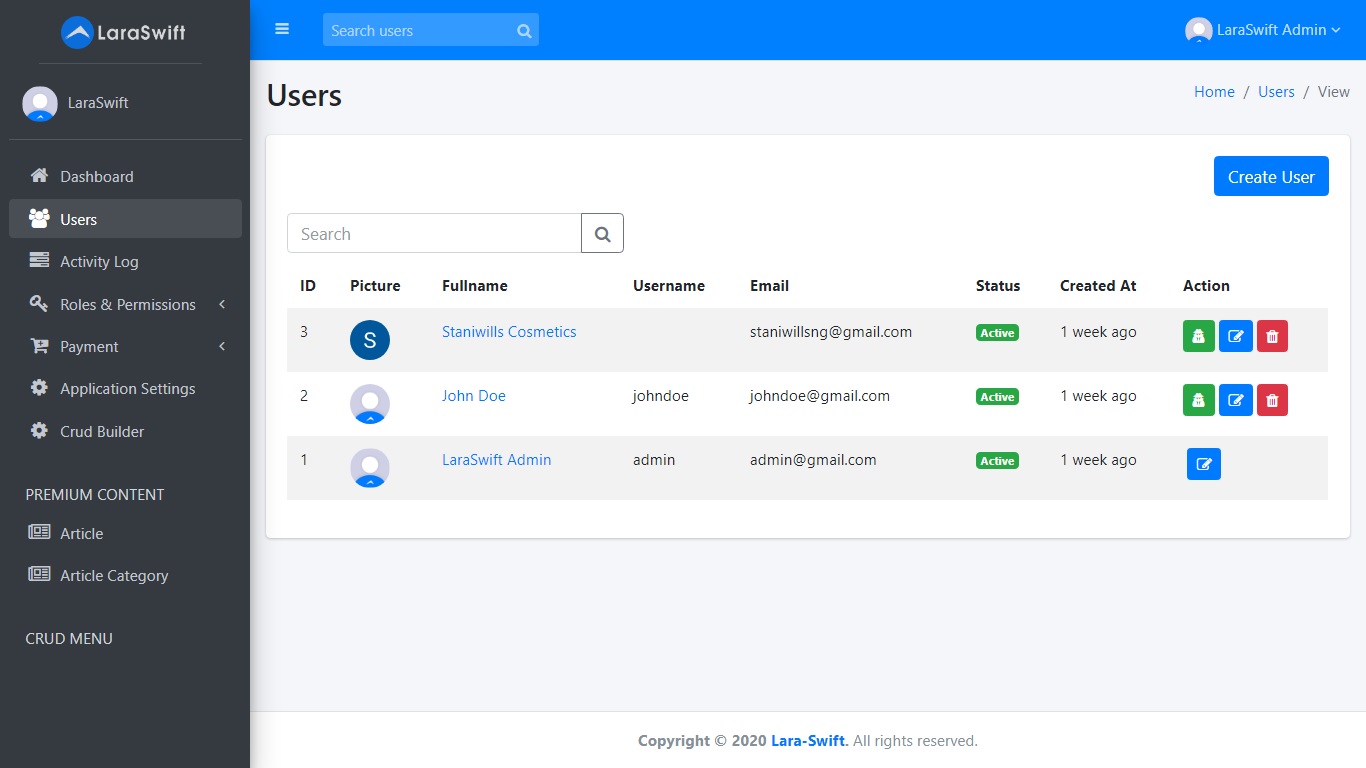 LaraSwift
Search users
LaraSwift Admin
LaraSwift
Users
Home / Users / View
Dashboard
Users
Activity Log
Roles & Permissions
Payment
Application Settings
Crud Builder
PREMIUM CONTENT
Article
Article Category
CRUD MENU
Create User
Search
ID Picture Fullname Username Email Status Created At Action
3 S Staniwills Cosmetics staniwillsng@gmail.com Active 1 week ago
2 John Doe johndoe johndoe@gmail.com Active 1 week ago
1 LaraSwift Admin admin admin@gmail.com Active 1 week ago
Copyright © 2020 Lara-Swift. All rights reserved.